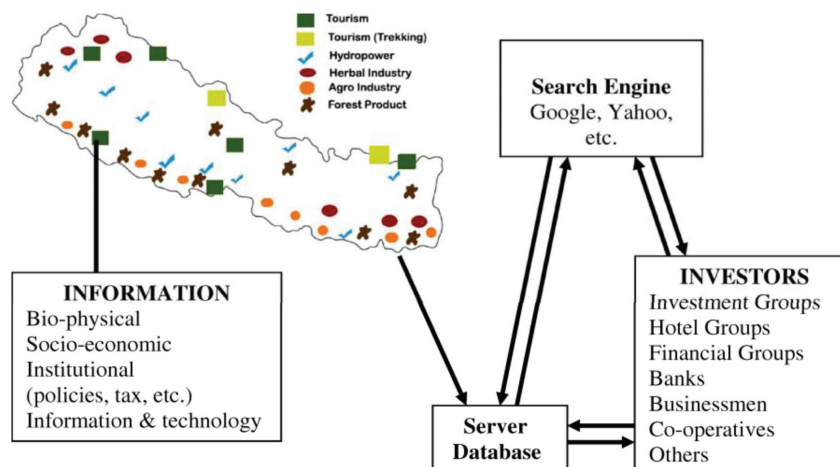 Tourism
Tourism (Trekking)
Hydropower
Herbal Industry
Agro Industry
Forest Product
Search Engine
Google, Yahoo,
etc.
INFORMATION
Bio-physical
Socio-economic
Institutional
(policies, tax, etc.)
Information & technology
Server
Database
INVESTORS
Investment Groups
Hotel Groups
Financial Groups
Banks
Businessmen
Co-operatives
Others